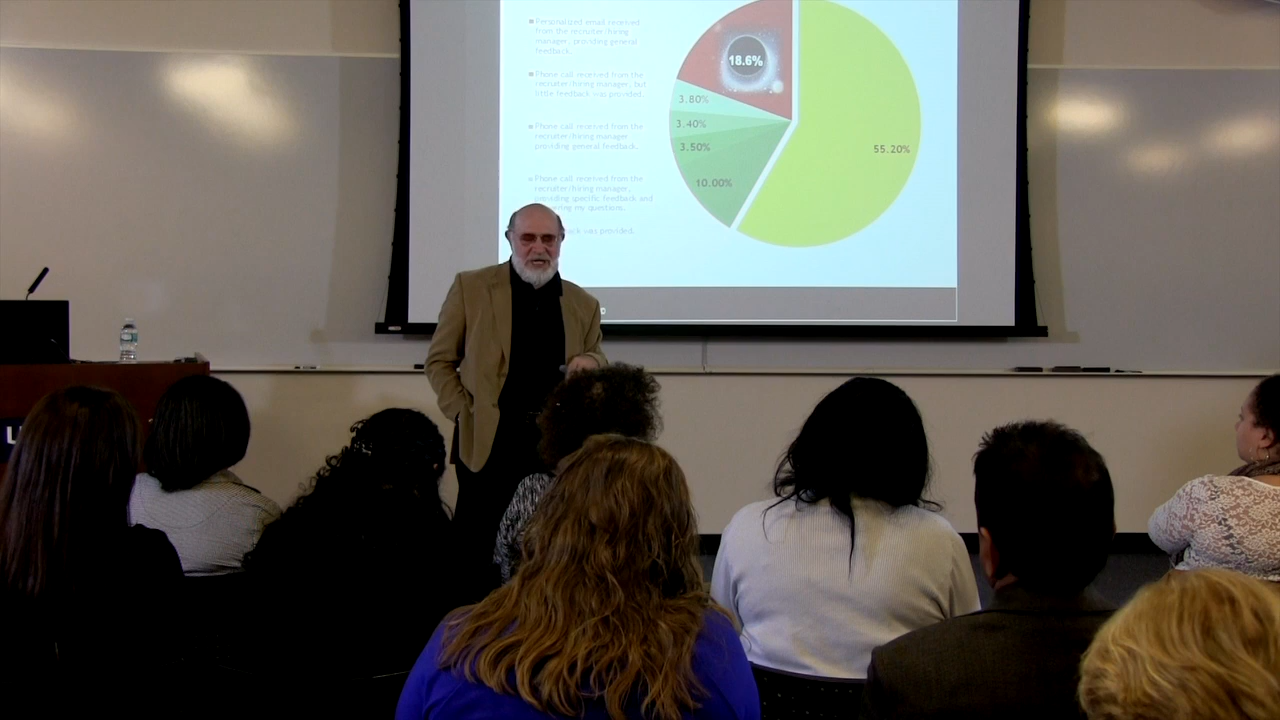 Personalized email received
from the recruiter/hiring
manager, providing general
feedback.
Phone call received from the
recruiter/hiring manager, but
little feedback was provided.
Phone call received from the
recruiter/hiring manager
providing general feedback.
Phone call received from the
recruiter/hiring manager,
providing specific feedback and
my questions.
was provided.
18.6%
3.80%
3.40%
3.50%
10.00%
55.20%